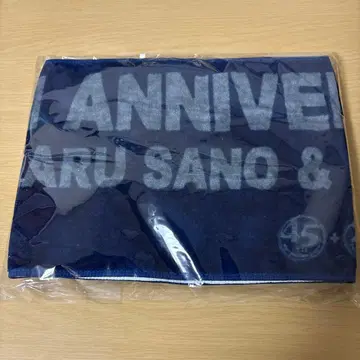 ANNIVE
ARU SANO &
45
+